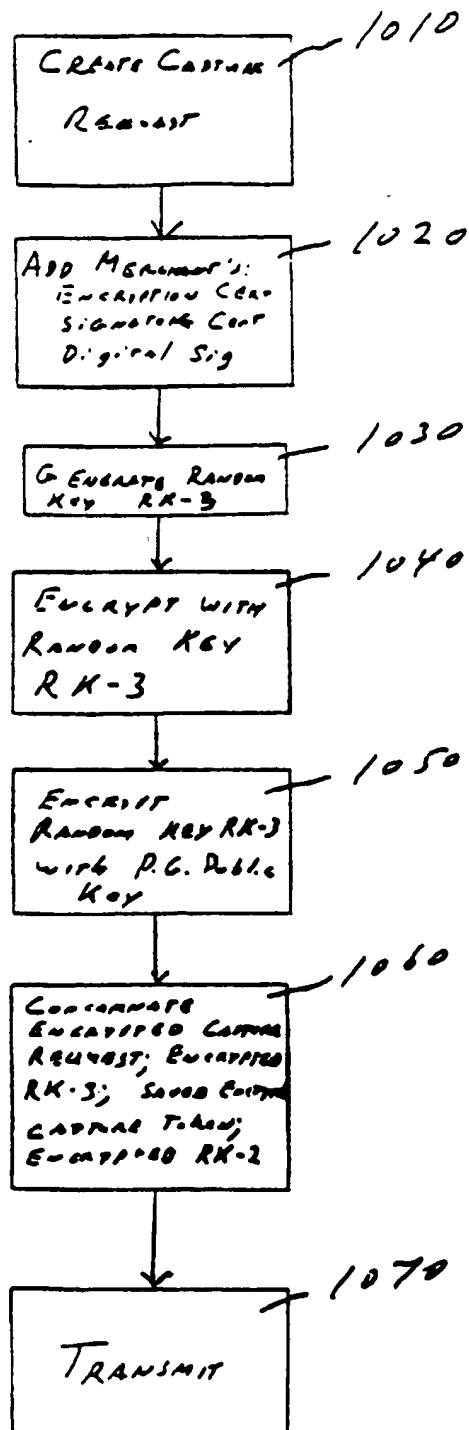 1010
CREATE CAPTURE
REQUEST
1020
ADD MERCHANT'S:
ENCRYPTION CERT
SIGNATURE CERT
DIGITAL SIG
1030
GENERATE RANDOM
KEY RK-3
1040
ENCRYPT WITH
RANDOM KEY
RK-3
1050
ENCRYPT
RANDOM KEY RK-3
WITH P.G. PUBLIC
KEY
1060
CONCATENATE
ENCRYPTED CAPTURE
REQUEST; ENCRYPTED
RK-3; SAVED
CAPTURE TOKEN;
ENCRYPTED RK-2
1070
TRANSMIT